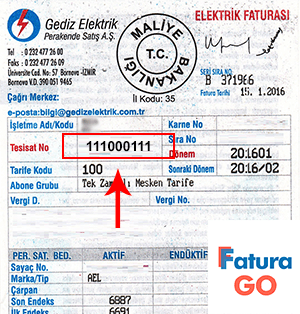 Gediz Elektrik
Perakende Satış A.Ş.
ELEKTRİK FATURASI
Tel : 0 232 477 26 00
Faks : 0 232 477 26 09
Üniversite Cad. No: 57 Bornova -İZMİR
Bornova V.D. 390 051 9465
MALİYE BAKANLIĞI
T.C.
İl Kodu: 35
SERİ SIRA NO
B 371966
Fatura Tarihi 15. 1.2016
Çağrı Merkez:
e-posta:bilgi@gedizelektrik.com.tr
İşletme Adı/Kodu
Karne No
Sıra No
Tesisat No 111000111
Dönem 201601
Tarife Kodu 100
Sonraki Dönem 2016/02
Abone Grubu Tek Zamanlı Mesken Tarife
Vergi D.
Vergi No.
PER. SAT. BED. AKTİF ENDÜKTİF
Sayaç No.
Marka/Tip AEL
Çarpan
Son Endeks 6887
İlk Endeks 6691
Fatura
GO